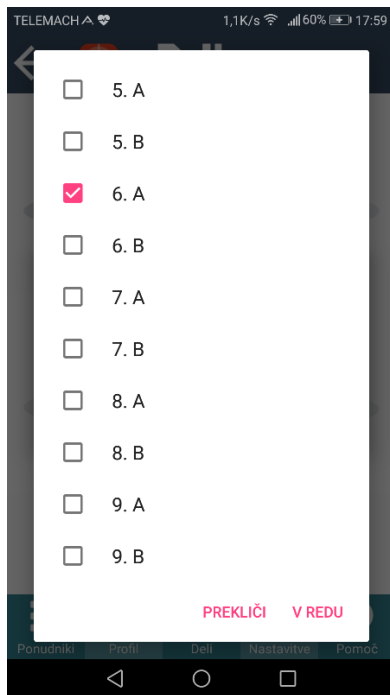 TELEMACH 1,1K/s 60% 17:59
5. A
5. B
6. A
6. B
7. A
7. B
8. A
8. B
9. A
9. B
PREKLIČI V REDU
Ponudniki Profil Deli Nastavitve Pomoč